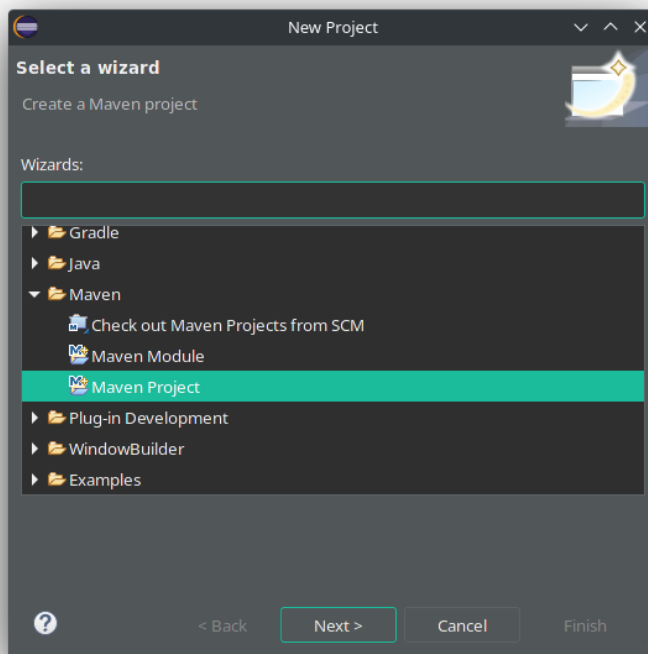 New Project
Select a wizard
Create a Maven project
Wizards:
Gradle
Java
Maven
Check out Maven Projects from SCM
Maven Module
Maven Project
Plug-in Development
WindowBuilder
Examples
? < Back Next > Cancel Finish